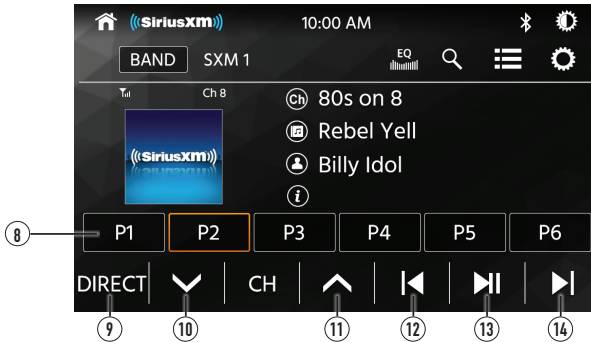 ((SiriusXM)) 10:00 AM
BAND SXM 1 EQ
Ch 8
Ch 80s on 8
Rebel Yell
((SiriusXM))
Billy Idol
i
8 P1 P2 P3 P4 P5 P6
DIRECT CH
9 10 11 12 13 14